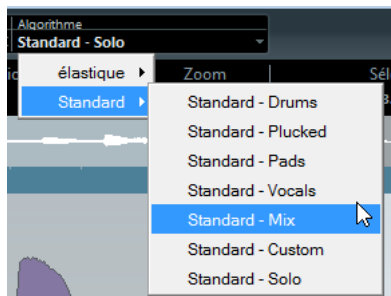 Algorithme
Standard - Solo
élastique
Zoom
Sél
Standard
Standard - Drums
Standard - Plucked
Standard - Pads
Standard - Vocals
Standard - Mix
Standard - Custom
Standard - Solo